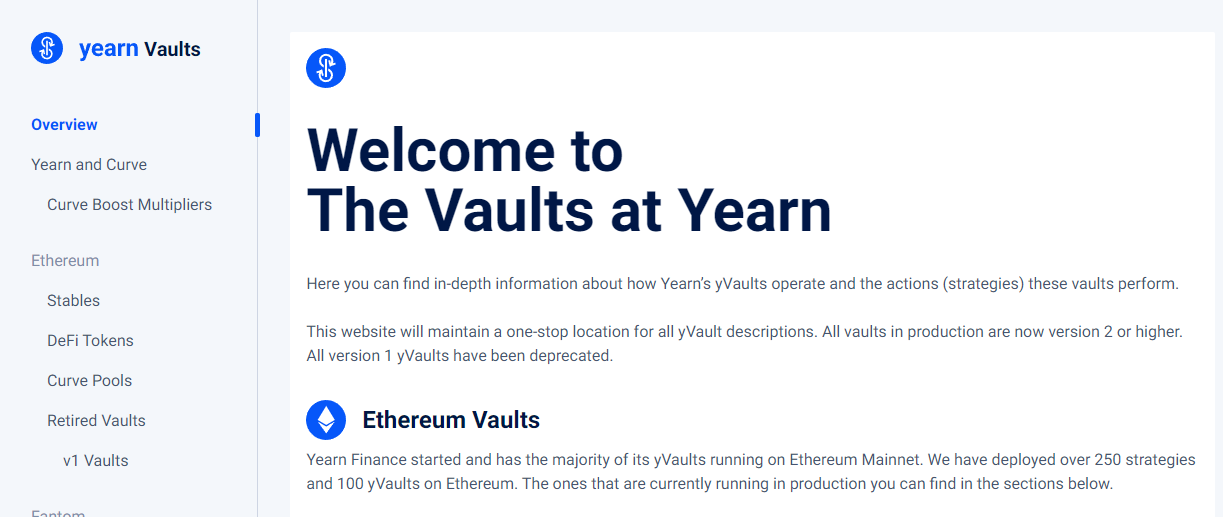 yearn Vaults
Overview
Yearn and Curve
Curve Boost Multipliers
Ethereum
Stables
DeFi Tokens
Curve Pools
Retired Vaults
v1 Vaults
Fantom
Welcome to
The Vaults at Yearn
Here you can find in-depth information about how Yearn’s yVaults operate and the actions (strategies) these vaults perform.
This website will maintain a one-stop location for all yVault descriptions. All vaults in production are now version 2 or higher.
All version 1 yVaults have been deprecated.
Ethereum Vaults
Yearn Finance started and has the majority of its yVaults running on Ethereum Mainnet. We have deployed over 250 strategies
and 100 yVaults on Ethereum. The ones that are currently running in production you can find in the sections below.